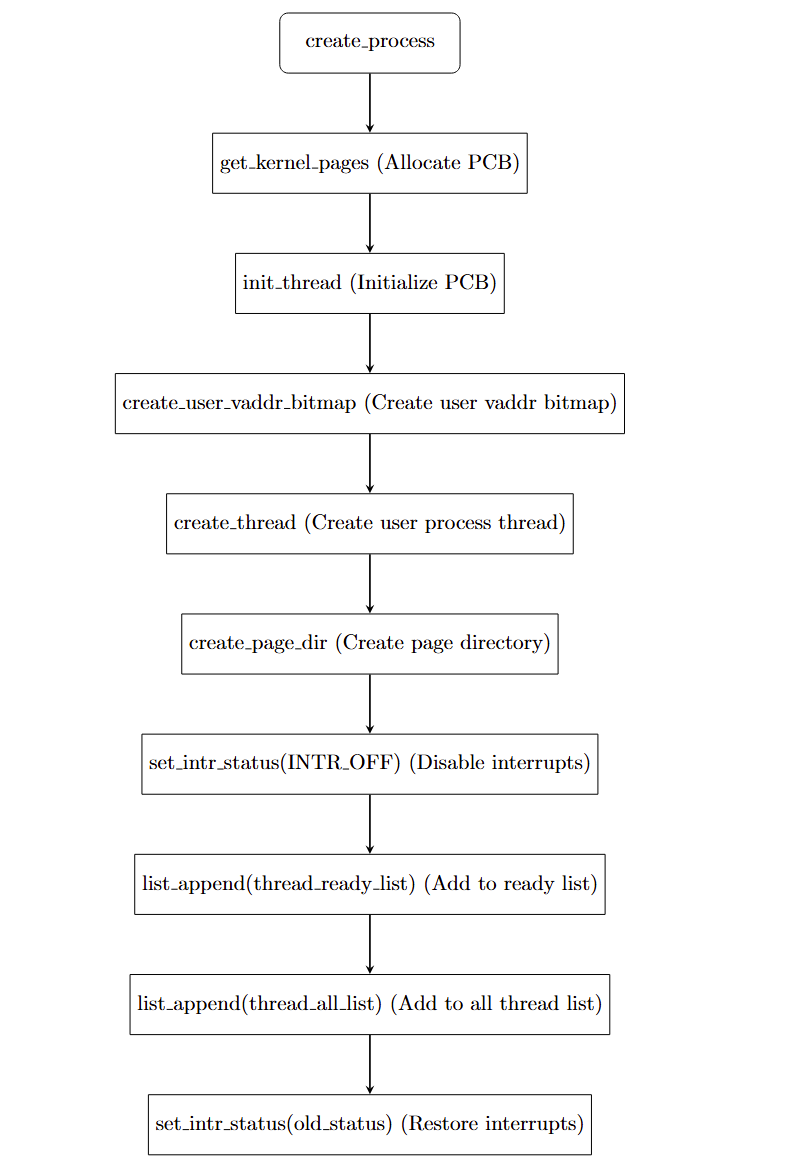 create_process
get_kernel_pages (Allocate PCB)
init_thread (Initialize PCB)
create_user_vaddr_bitmap (Create user vaddr bitmap)
create_thread (Create user process thread)
create_page_dir (Create page directory)
set_intr_status(INTR_OFF) (Disable interrupts)
list_append(thread_ready_list) (Add to ready list)
list_append(thread_all_list) (Add to all thread list)
set_intr_status(old_status) (Restore interrupts)